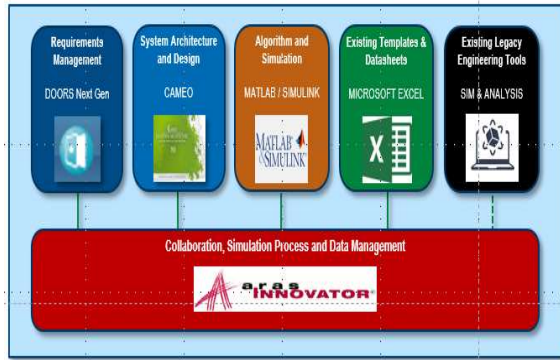 Requirements
Management
DOORS Next Gen
System Architecture
and Design
CAMEO
Algorithm and
Simulation
MATLAB / SIMULINK
MATLAB
& SIMULINK®
Existing Templates &
Datasheets
MICROSOFT EXCEL
X
Existing Legacy
Engineering Tools
SIM & ANALYSIS
Collaboration, Simulation Process and Data Management
aras
INNOVATOR®